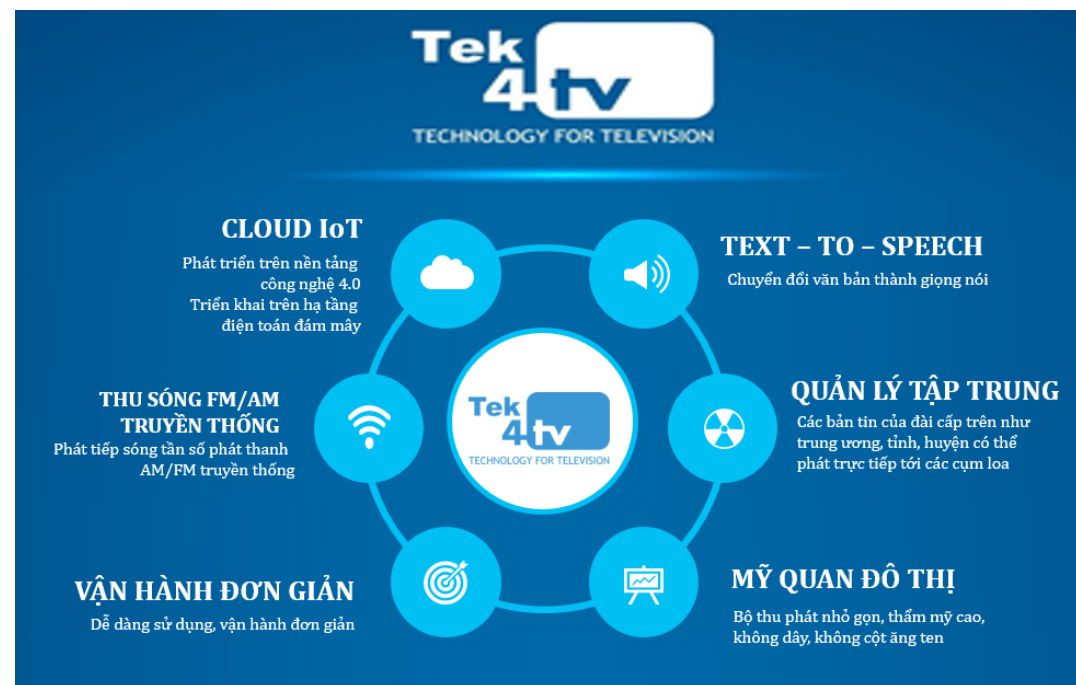 Tek
4 tv
TECHNOLOGY FOR TELEVISION
CLOUD IoT
Phát triển trên nền tảng
công nghệ 4.0
Triển khai trên hạ tầng
điện toán đám mây
TEXT – TO – SPEECH
Chuyển đổi văn bản thành giọng nói
THU SÓNG FM/AM
TRUYỀN THỐNG
Phát tiếp sóng tần số phát thanh
AM/FM truyền thống
Tek
4 tv
TECHNOLOGY FOR TELEVISION
QUẢN LÝ TẬP TRUNG
Các bản tin của đài cấp trên như
trung ương, tỉnh, huyện có thể
phát trực tiếp tới các cụm loa
VẬN HÀNH ĐƠN GIẢN
Dễ dàng sử dụng, vận hành đơn giản
MỸ QUAN ĐÔ THỊ
Bộ thu phát nhỏ gọn, thẩm mỹ cao,
không dây, không cột ăng ten